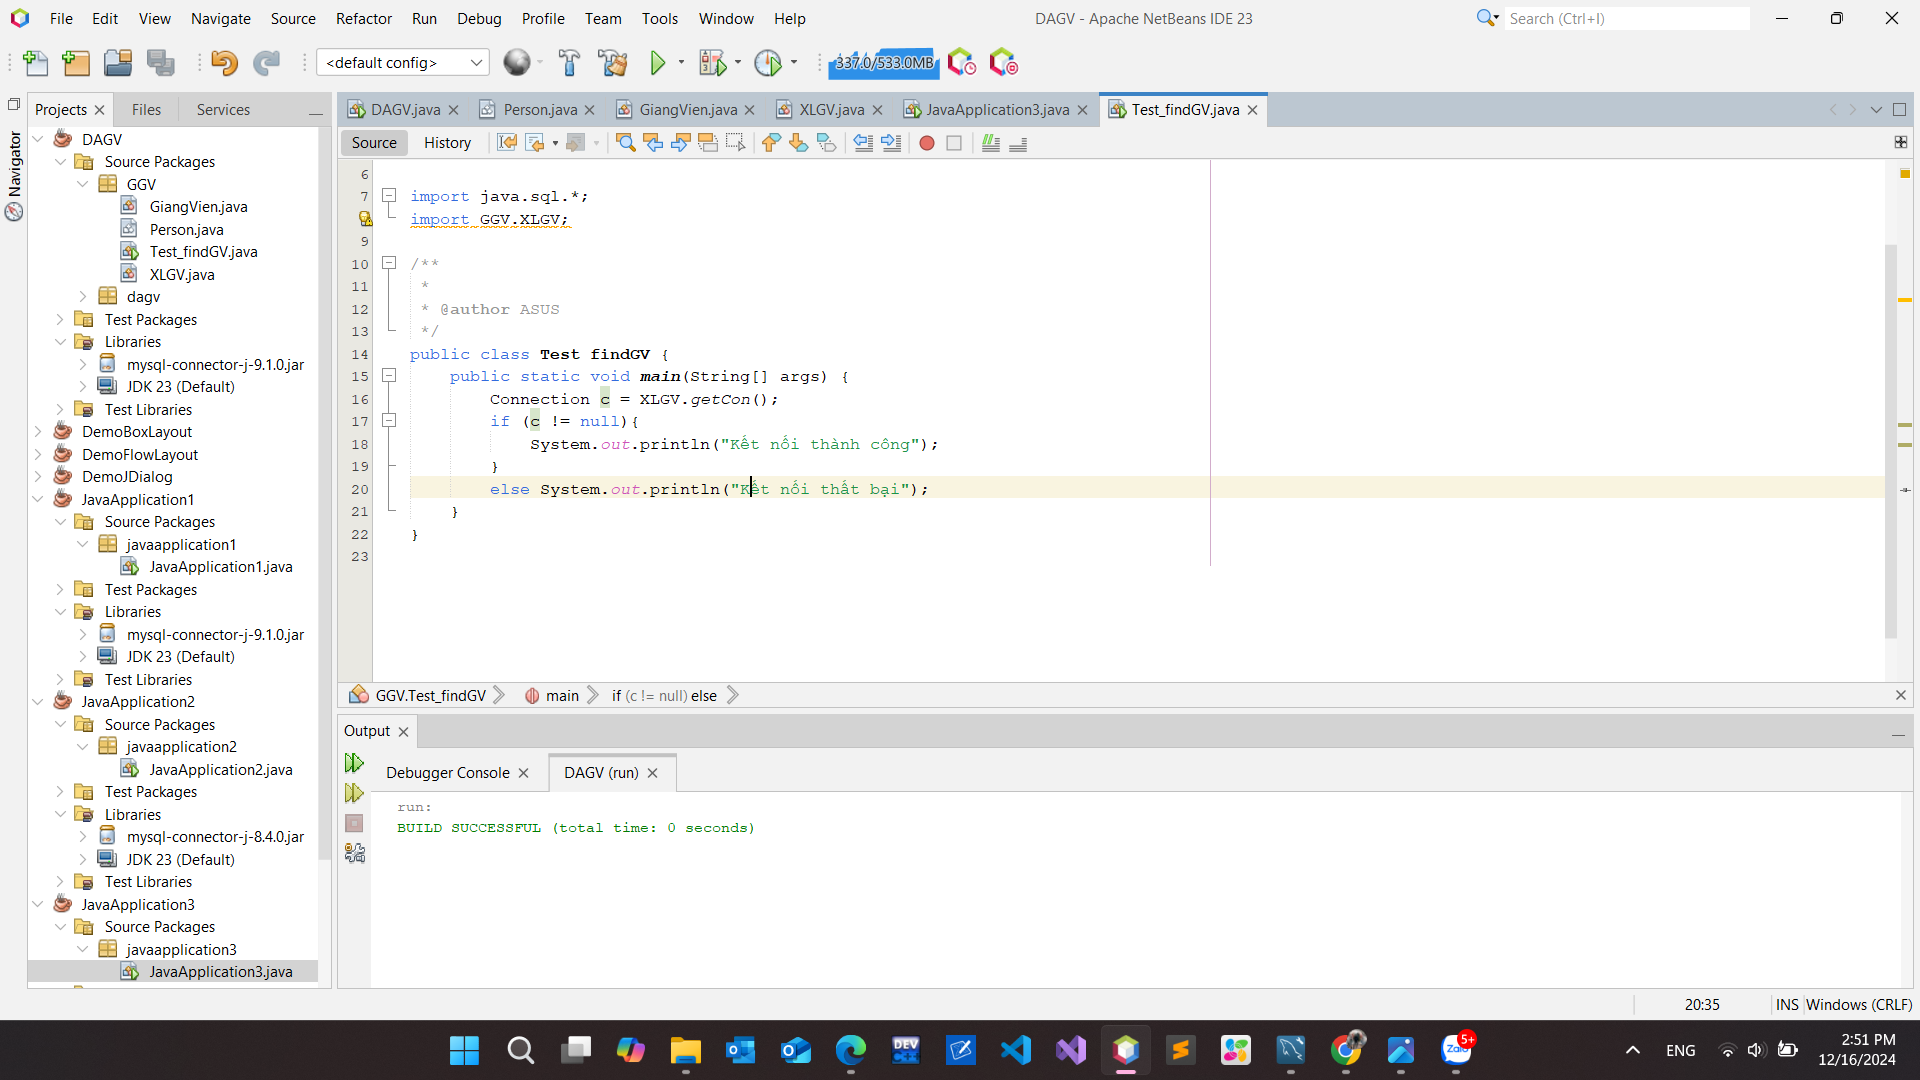 File Edit View Navigate Source Refactor Run Debug Profile Team Tools Window Help
DAGV - Apache NetBeans IDE 23
Search (Ctrl+I)
<default config>
337.0/533.0MB
Navigator
Projects Files Services
DAGV
Source Packages
GGV
GiangVien.java
Person.java
Test_findGV.java
XLGV.java
dagv
Test Packages
Libraries
mysql-connector-j-9.1.0.jar
JDK 23 (Default)
Test Libraries
DemoBoxLayout
DemoFlowLayout
DemoJDialog
JavaApplication1
Source Packages
javaapplication1
JavaApplication1.java
Test Packages
Libraries
mysql-connector-j-9.1.0.jar
JDK 23 (Default)
Test Libraries
JavaApplication2
Source Packages
javaapplication2
JavaApplication2.java
Test Packages
Libraries
mysql-connector-j-8.4.0.jar
JDK 23 (Default)
Test Libraries
JavaApplication3
Source Packages
javaapplication3
JavaApplication3.java
DAGV.java Person.java GiangVien.java XLGV.java JavaApplication3.java Test_findGV.java
Source History
6
7 import java.sql.*;
import GGV.XLGV;
9
10 /**
11 *
12 * @author ASUS
13 */
14 public class Test_findGV {
15 public static void main(String[] args) {
16 Connection c = XLGV.getCon();
17 if (c != null){
18 System.out.println("Kết nối thành công");
19 }
20 else System.out.println("Kết nối thất bại");
21 }
22 }
23
GGV.Test_findGV main if (c != null) else
Output
Debugger Console DAGV (run)
run:
BUILD SUCCESSFUL (total time: 0 seconds)
20:35 INS Windows (CRLF)
DEV C++
Zalo
5+
ENG
2:51 PM
12/16/2024